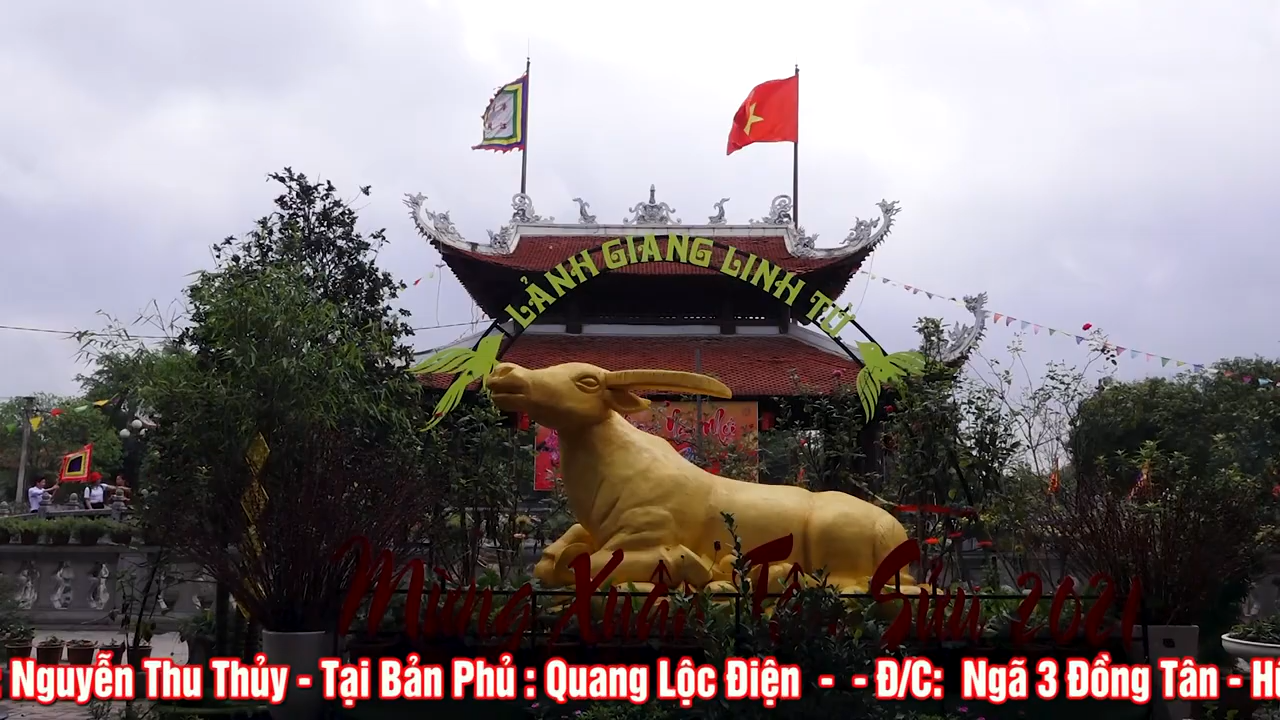 LẢNH GIANG LINH TỪ
Mừng Xuân Tân Sửu 2021
Nguyễn Thu Thủy - Tại Bản Phủ : Quang Lộc Điện - - Đ/C: Ngã 3 Đồng Tân -